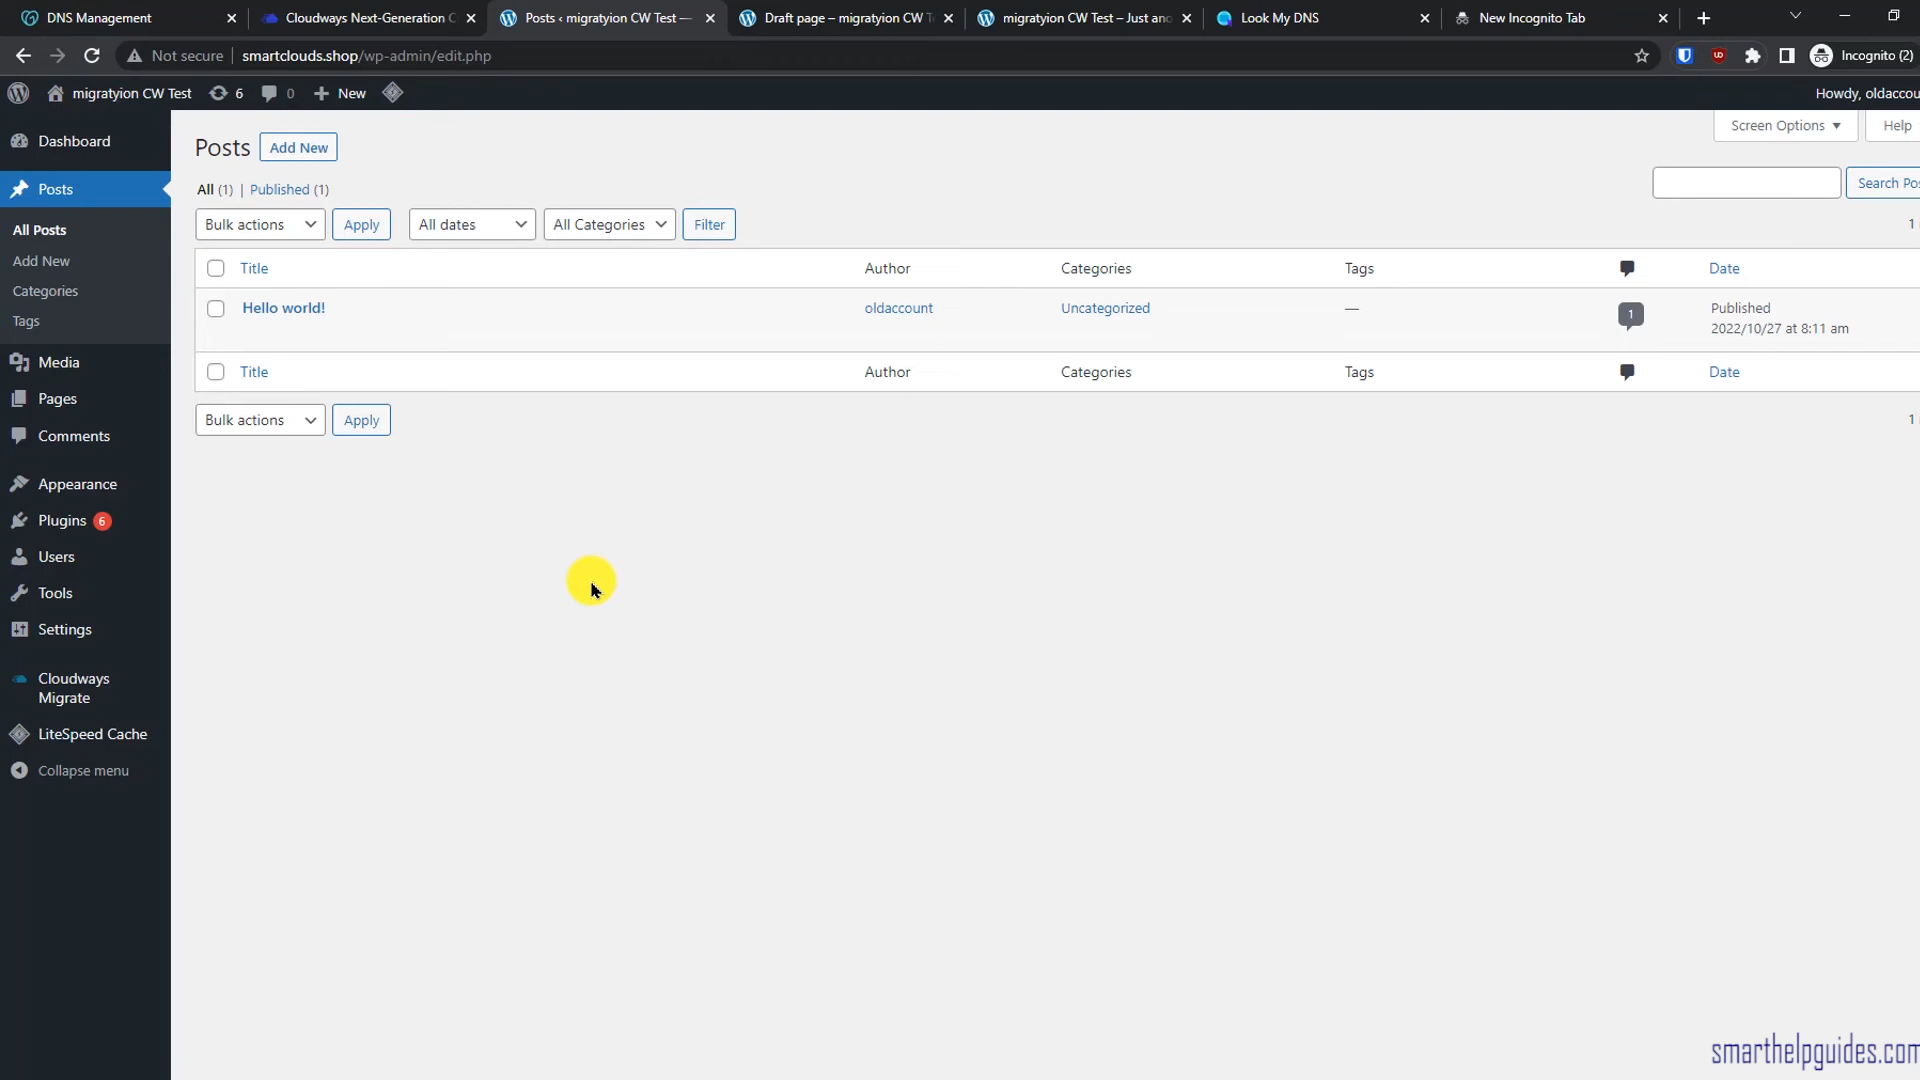 DNS Management
Cloudways Next-Generation C
Posts ‹ migratyion CW Test —
Draft page – migratyion CW T
migratyion CW Test – Just ano
Look My DNS
New Incognito Tab
Not secure
smartclouds.shop/wp-admin/edit.php
Incognito (2)
migratyion CW Test
6
0
New
Howdy, oldaccou
Dashboard
Posts
All Posts
Add New
Categories
Tags
Media
Pages
Comments
Appearance
Plugins 6
Users
Tools
Settings
Cloudways
Migrate
LiteSpeed Cache
Collapse menu
Screen Options
Help
Posts Add New
All (1) | Published (1)
Search Pos
Bulk actions Apply All dates All Categories Filter
1
Title Author Categories Tags Date
Hello world! oldaccount Uncategorized — 1 Published
2022/10/27 at 8:11 am
Title Author Categories Tags Date
Bulk actions Apply
1
smarthelpguides.com